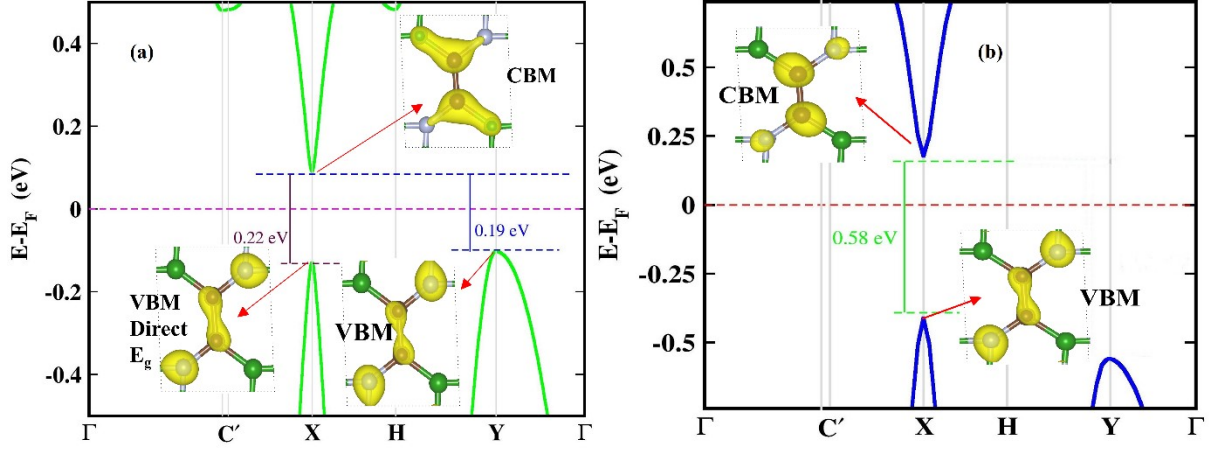 (a)
E-E_F (eV)
0.4
0.2
0
-0.2
-0.4
CBM
0.22 eV
0.19 eV
VBM
Direct
E_g
VBM
Γ C′ X H Y Γ
(b)
E-E_F (eV)
0.5
0.25
0
-0.25
-0.5
CBM
0.58 eV
VBM
Γ C′ X H Y Γ